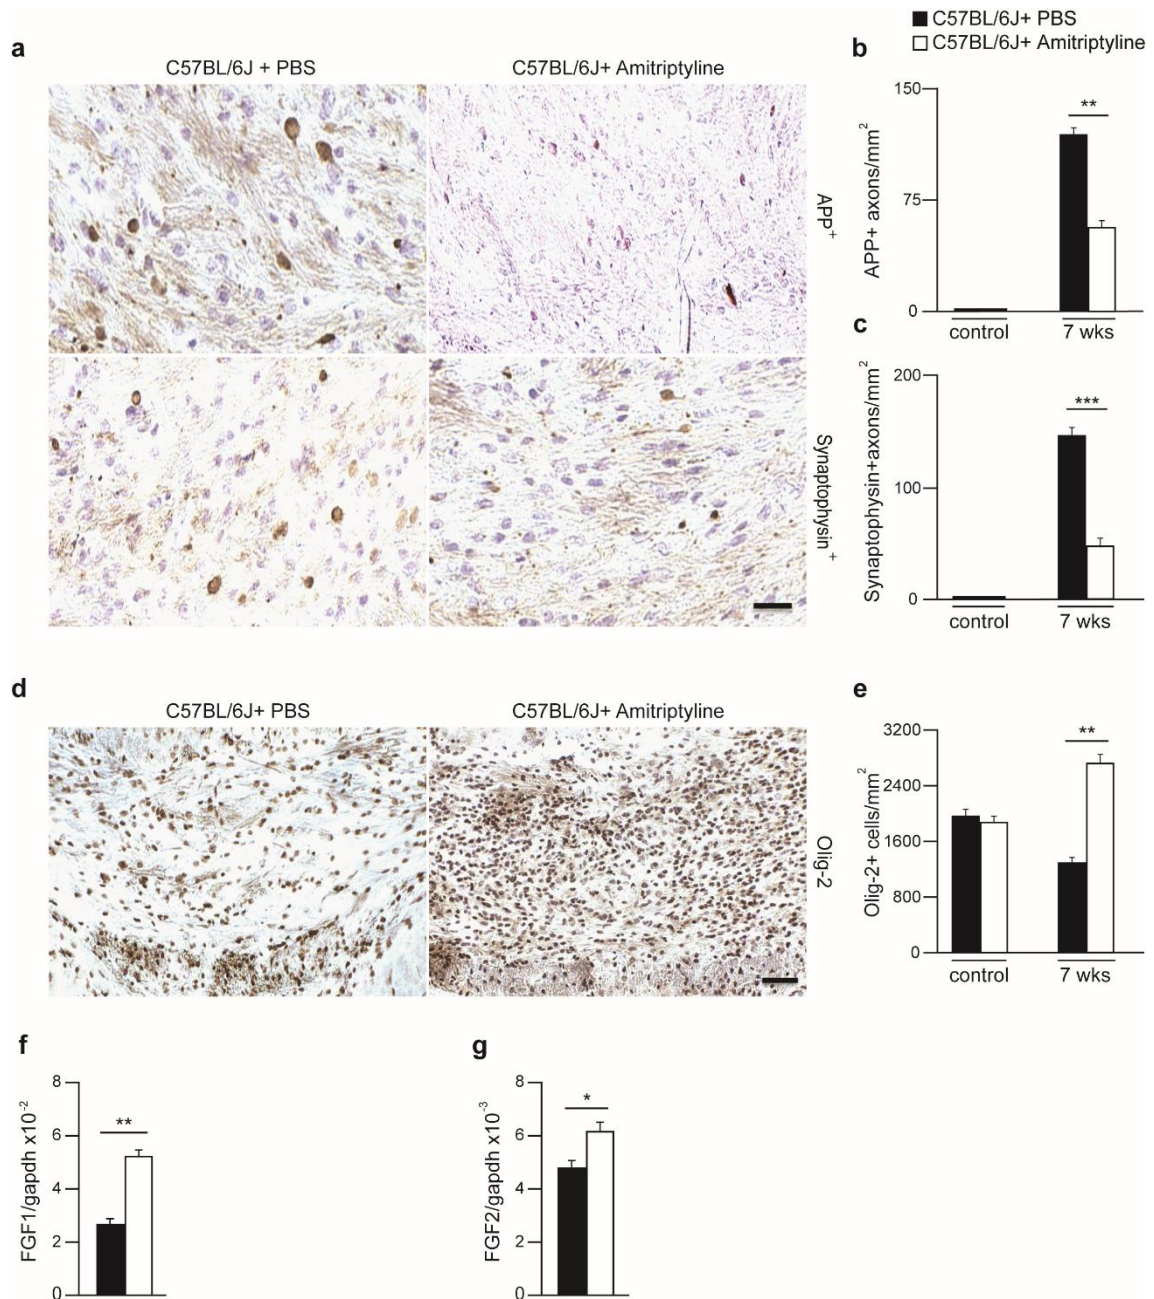 C57BL/6J+ PBS
C57BL/6J+ Amitriptyline
a
C57BL/6J + PBS
C57BL/6J+ Amitriptyline
APP⁺
Synaptophysin⁺
b
150
75
0
APP+ axons/mm²
**
control
7 wks
c
200
100
0
Synaptophysin+axons/mm²
***
control
7 wks
d
C57BL/6J+ PBS
C57BL/6J+ Amitriptyline
Olig-2
e
3200
2400
1600
800
0
Olig-2+ cells/mm²
**
control
7 wks
f
8
6
4
2
0
FGF1/gapdh x10⁻²
**
g
8
6
4
2
0
FGF2/gapdh x10⁻³
*